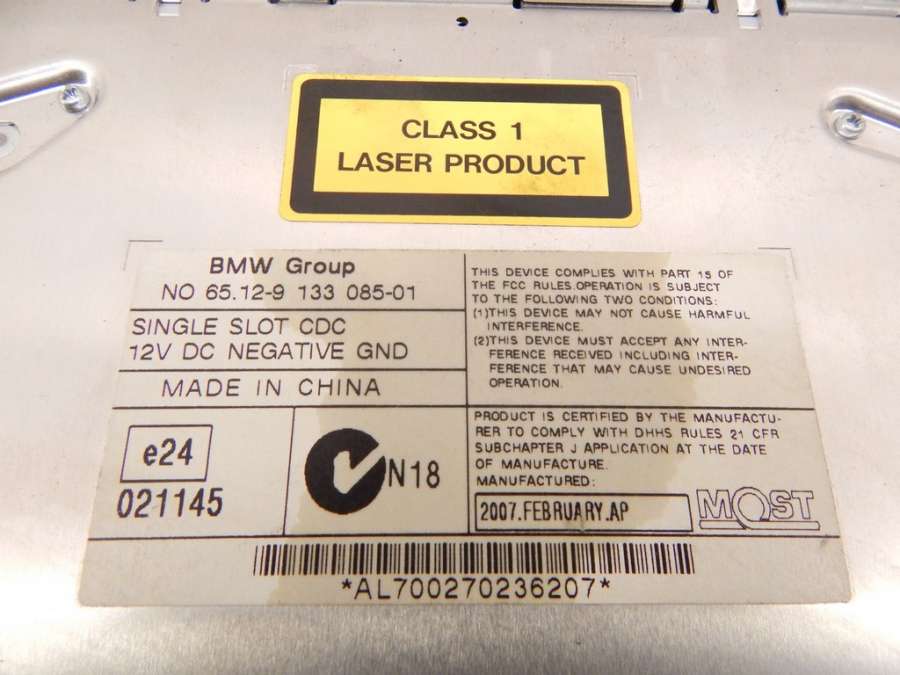 CLASS 1
LASER PRODUCT
BMW Group
NO 65.12-9 133 085-01
SINGLE SLOT CDC
12V DC NEGATIVE GND
MADE IN CHINA
e24
021145
N18
THIS DEVICE COMPLIES WITH PART 15 OF
THE FCC RULES.OPERATION IS SUBJECT
TO THE FOLLOWING TWO CONDITIONS:
(1)THIS DEVICE MAY NOT CAUSE HARMFUL
INTERFERENCE.
(2)THIS DEVICE MUST ACCEPT ANY INTER-
FERENCE RECEIVED INCLUDING INTER-
FERENCE THAT MAY CAUSE UNDESIRED
OPERATION.
PRODUCT IS CERTIFIED BY THE MANUFACTU-
RER TO COMPLY WITH DHHS RULES 21 CFR
SUBCHAPTER J APPLICATION AT THE DATE
OF MANUFACTURE.
MANUFACTURED:
2007.FEBRUARY.AP
MOST
*AL700270236207*